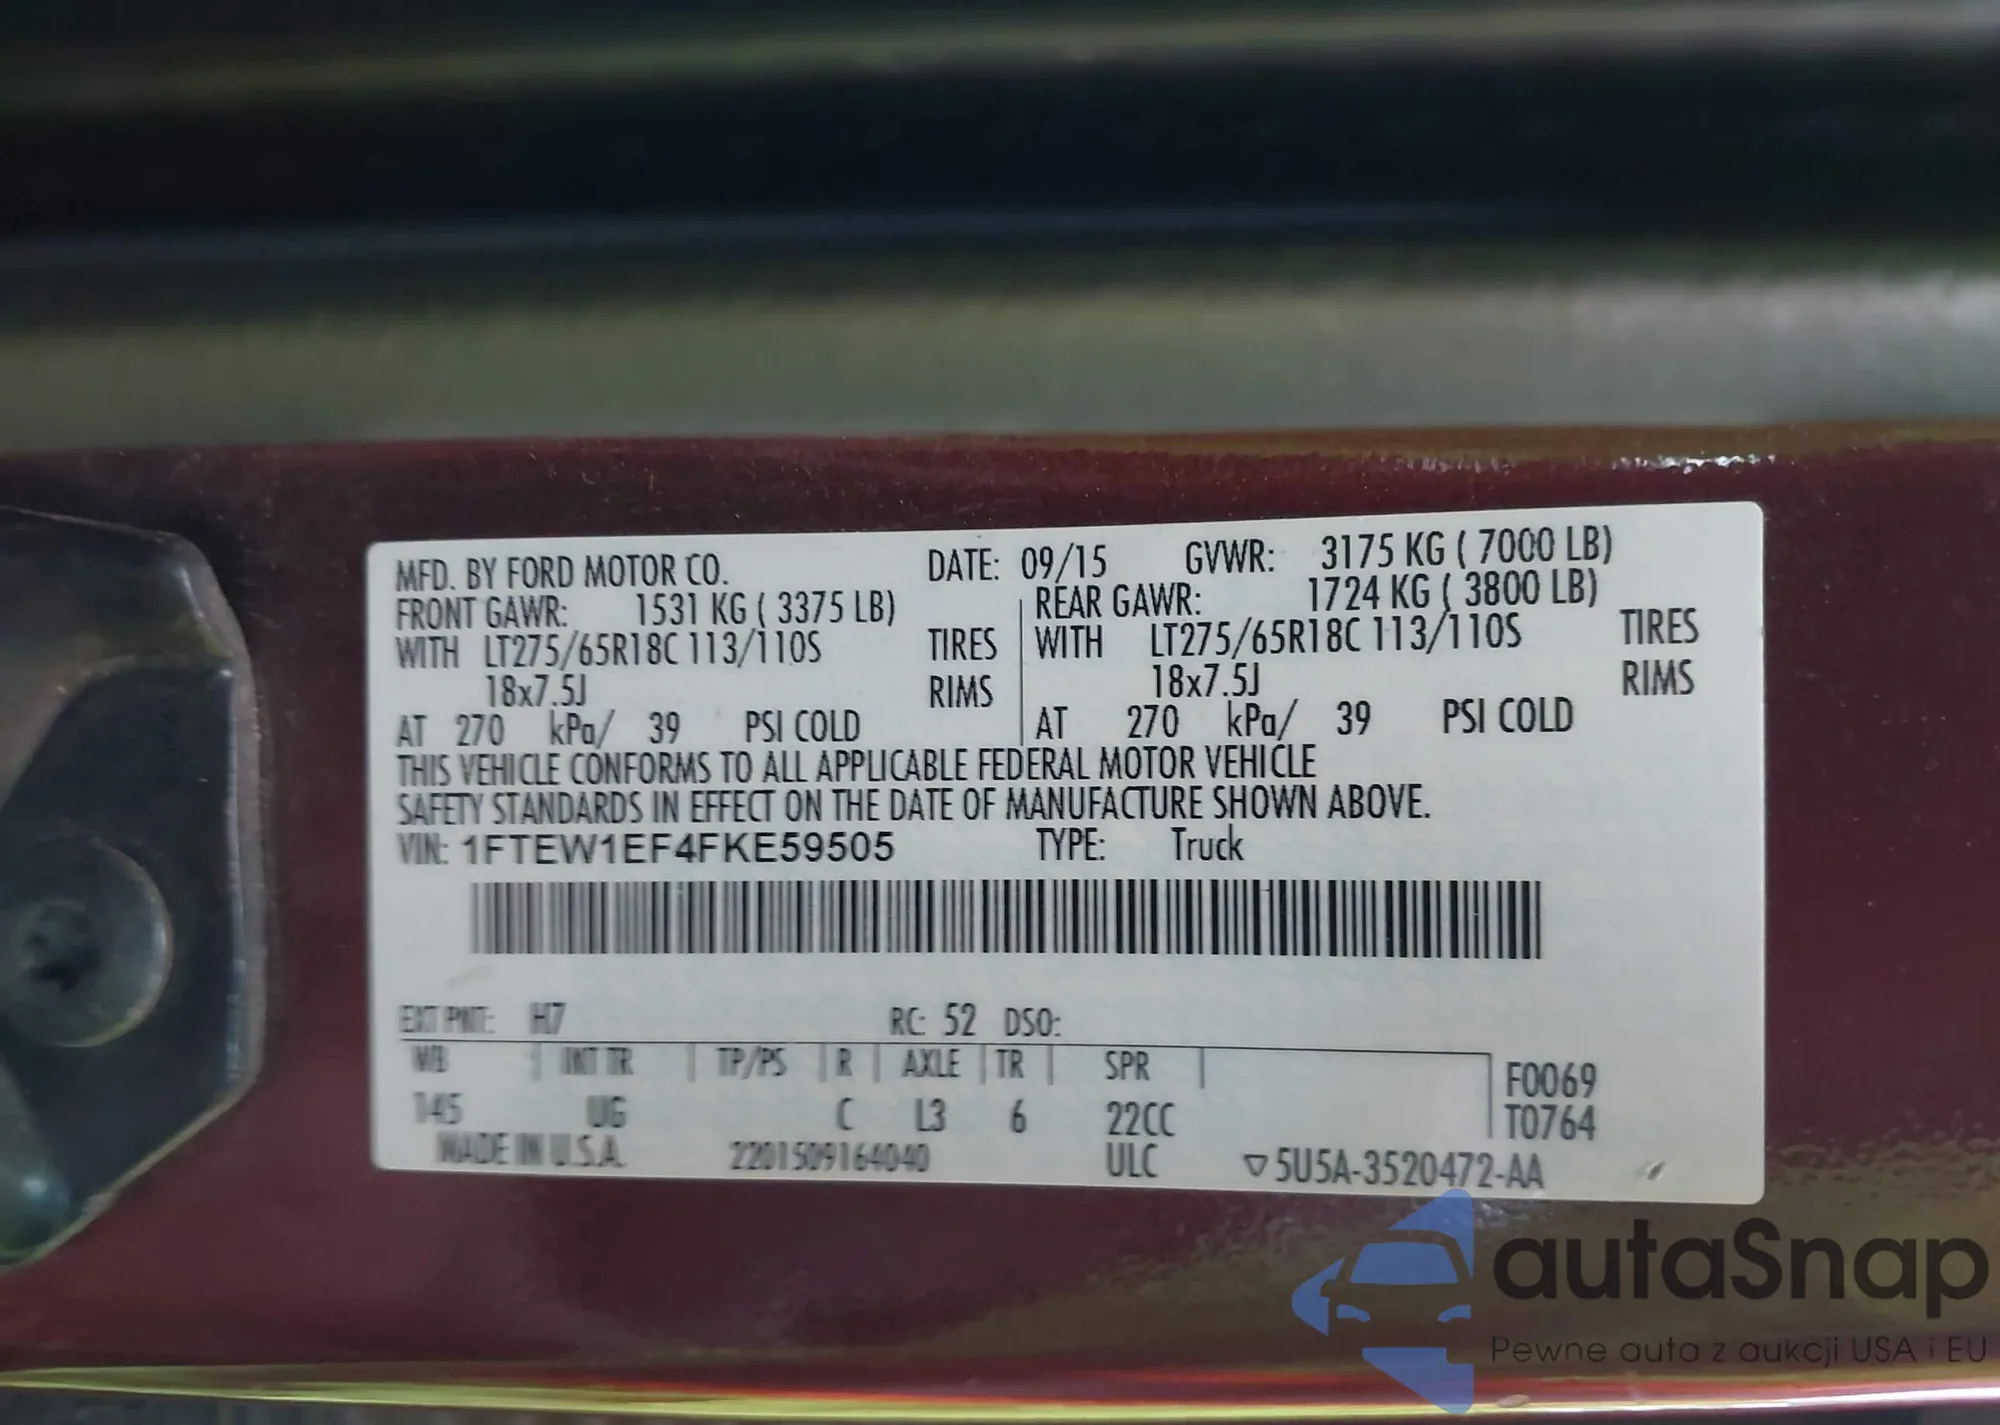 MFD. BY FORD MOTOR CO. DATE: 09/15 GVWR: 3175 KG ( 7000 LB)
FRONT GAWR: 1531 KG ( 3375 LB) REAR GAWR: 1724 KG ( 3800 LB)
WITH LT275/65R18C 113/110S TIRES WITH LT275/65R18C 113/110S TIRES
18x7.5J RIMS 18x7.5J RIMS
AT 270 kPa/ 39 PSI COLD AT 270 kPa/ 39 PSI COLD
THIS VEHICLE CONFORMS TO ALL APPLICABLE FEDERAL MOTOR VEHICLE
SAFETY STANDARDS IN EFFECT ON THE DATE OF MANUFACTURE SHOWN ABOVE.
VIN: 1FTEW1EF4FKE59505 TYPE: Truck
EXT PNT: H7 RC: 52 DSO:
WB INT TR TP/PS R AXLE TR SPR F0069
145 UG C L3 6 22CC T0764
MADE IN U.S.A. 2201509164040 ULC 5U5A-3520472-AA
autaSnap
Pewne auta z aukcji USA i EU